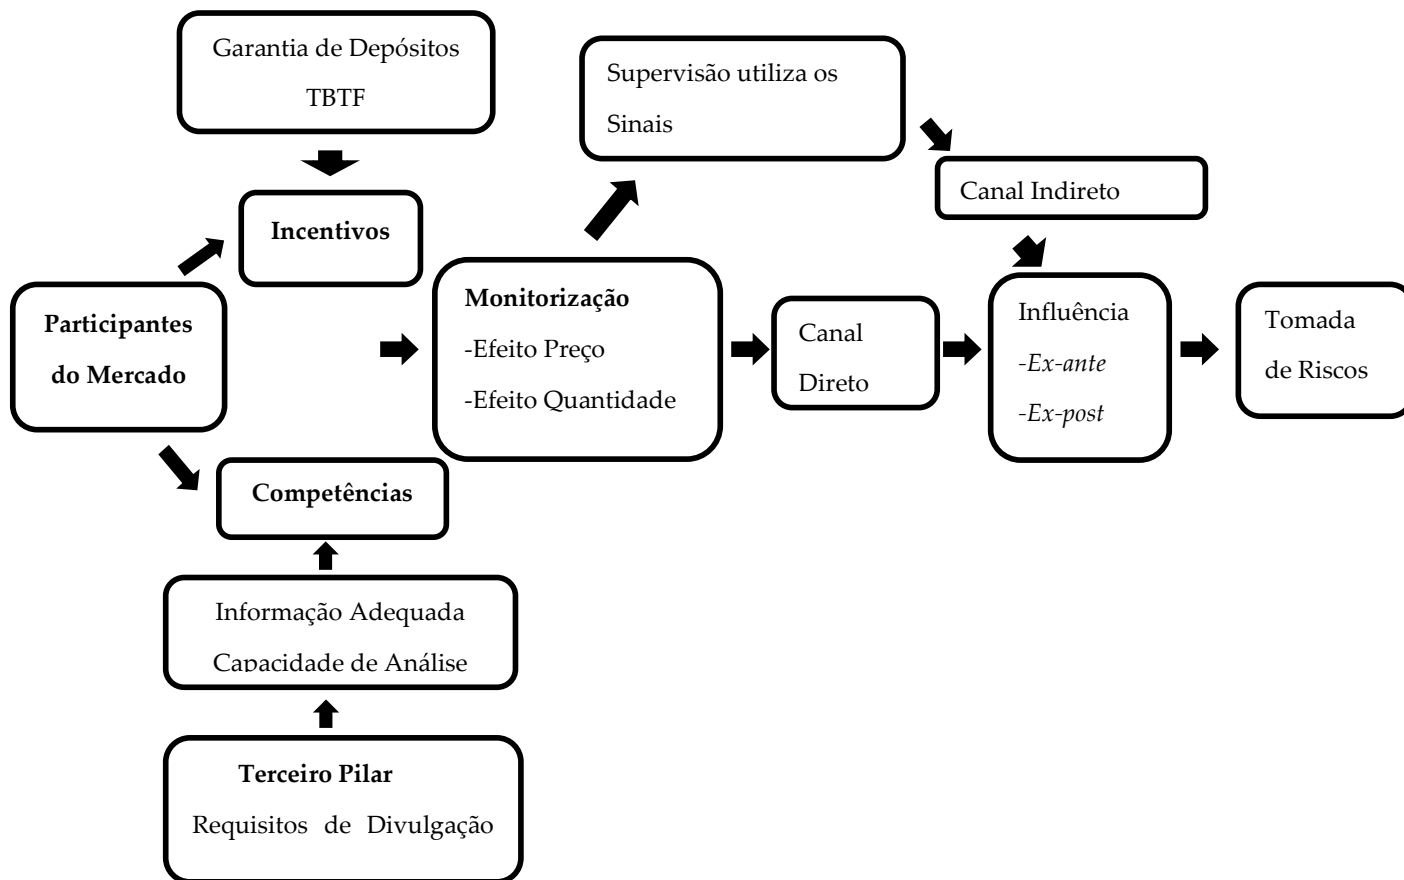 Garantia de Depósitos
TBTF
Supervisão utiliza os
Sinais
Canal Indireto
Incentivos
Participantes
do Mercado
Monitorização
-Efeito Preço
-Efeito Quantidade
Canal
Direto
Influência
-Ex-ante
-Ex-post
Tomada
de Riscos
Competências
Informação Adequada
Capacidade de Análise
Terceiro Pilar
Requisitos de Divulgação